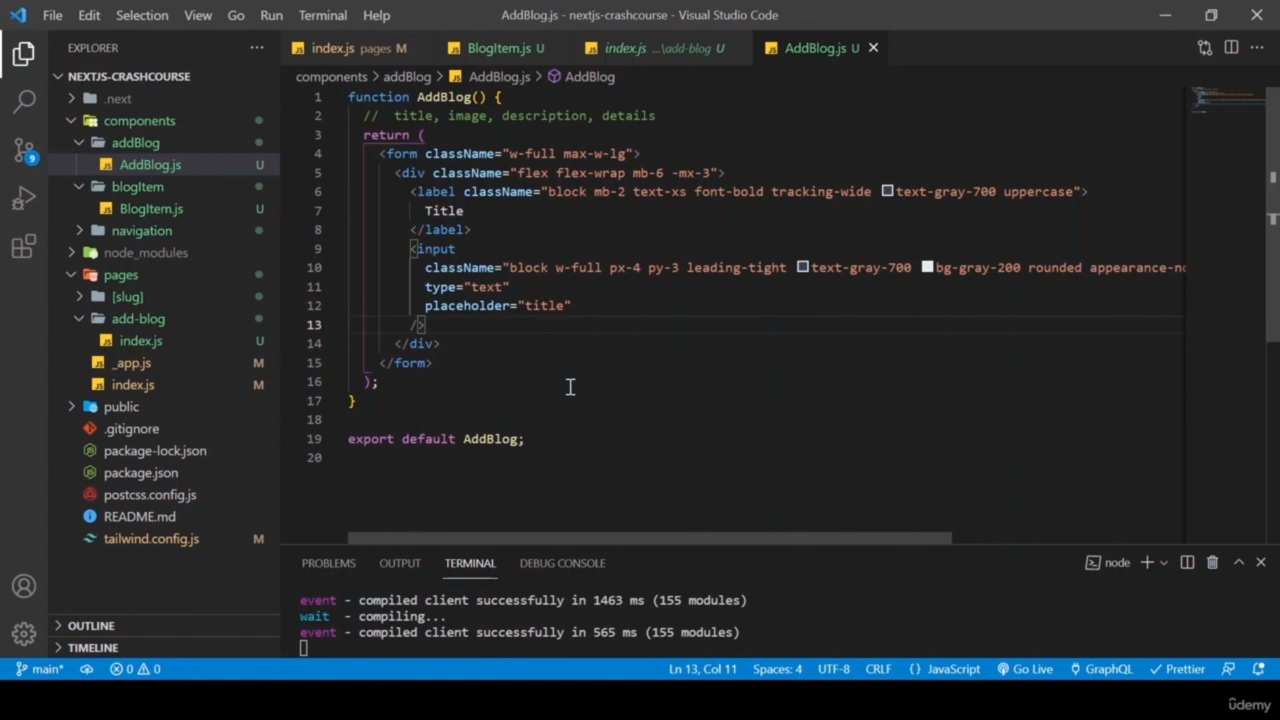 File Edit Selection View Go Run Terminal Help AddBlog.js - nextjs-crashcourse - Visual Studio Code
EXPLORER
index.js pages M BlogItem.js U index.js ...\add-blog U AddBlog.js U
NEXTJS-CRASHCOURSE
.next
components
addBlog
AddBlog.js U
blogItem
BlogItem.js U
navigation
node_modules
pages
[slug]
add-blog
index.js U
_app.js M
index.js M
public
.gitignore
package-lock.json
package.json
postcss.config.js
README.md
tailwind.config.js M
OUTLINE
TIMELINE
9
components > addBlog > AddBlog.js > AddBlog
1 function AddBlog() {
2 // title, image, description, details
3 return (
4 <form className="w-full max-w-lg">
5 <div className="flex flex-wrap mb-6 -mx-3">
6 <label className="block mb-2 text-xs font-bold tracking-wide text-gray-700 uppercase">
7 Title
8 </label>
9 <input
10 className="block w-full px-4 py-3 leading-tight text-gray-700 bg-gray-200 rounded appearance-no
11 type="text"
12 placeholder="title"
13 />
14 </div>
15 </form>
16 );
17 }
18
19 export default AddBlog;
20
PROBLEMS OUTPUT TERMINAL DEBUG CONSOLE node
event - compiled client successfully in 1463 ms (155 modules)
wait - compiling...
event - compiled client successfully in 565 ms (155 modules)
main* 0 0 Ln 13, Col 11 Spaces: 4 UTF-8 CRLF {} JavaScript Go Live GraphQL Prettier
ûdemy